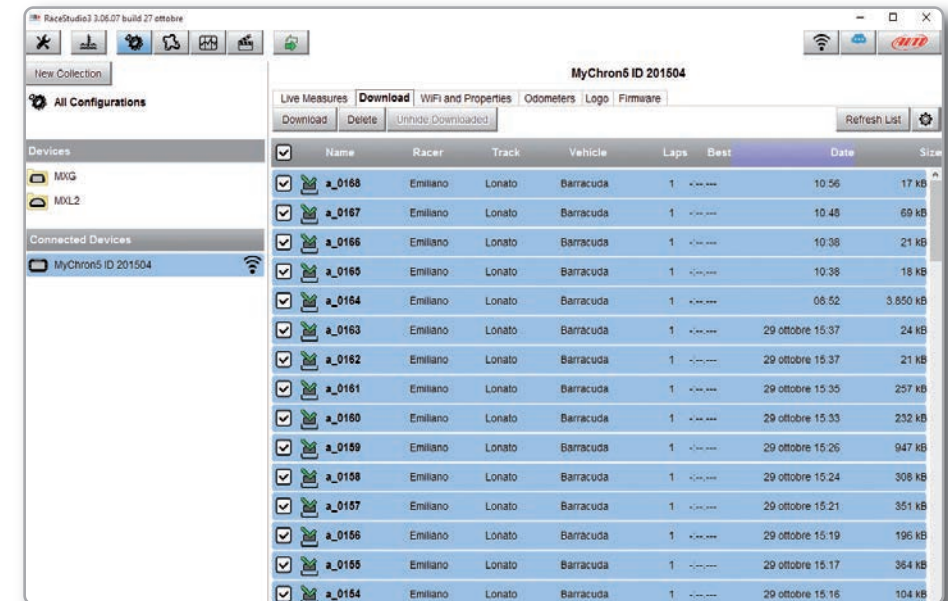 RaceStudio3 3.06.07 build 27 ottobre
AiM
New Collection
MyChron5 ID 201504
All Configurations
Live Measures Download WiFi and Properties Odometers Logo Firmware
Download Delete Unhide Downloaded Refresh List
Devices
Name Racer Track Vehicle Laps Best Date Size
MXG
MXL2
Connected Devices
MyChron5 ID 201504
a_0168 Emiliano Lonato Barracuda 1 -:--.--- 10:56 17 kB
a_0167 Emiliano Lonato Barracuda 1 -:--.--- 10:48 69 kB
a_0166 Emiliano Lonato Barracuda 1 -:--.--- 10:38 21 kB
a_0165 Emiliano Lonato Barracuda 1 -:--.--- 10:38 18 kB
a_0164 Emiliano Lonato Barracuda 1 -:--.--- 08:52 3.850 kB
a_0163 Emiliano Lonato Barracuda 1 -:--.--- 29 ottobre 15:37 24 kB
a_0162 Emiliano Lonato Barracuda 1 -:--.--- 29 ottobre 15:37 21 kB
a_0161 Emiliano Lonato Barracuda 1 -:--.--- 29 ottobre 15:35 257 kB
a_0160 Emiliano Lonato Barracuda 1 -:--.--- 29 ottobre 15:33 232 kB
a_0159 Emiliano Lonato Barracuda 1 -:--.--- 29 ottobre 15:26 947 kB
a_0158 Emiliano Lonato Barracuda 1 -:--.--- 29 ottobre 15:24 308 kB
a_0157 Emiliano Lonato Barracuda 1 -:--.--- 29 ottobre 15:21 351 kB
a_0156 Emiliano Lonato Barracuda 1 -:--.--- 29 ottobre 15:19 196 kB
a_0155 Emiliano Lonato Barracuda 1 -:--.--- 29 ottobre 15:17 364 kB
a_0154 Emiliano Lonato Barracuda 1 -:--.--- 29 ottobre 15:16 104 kB